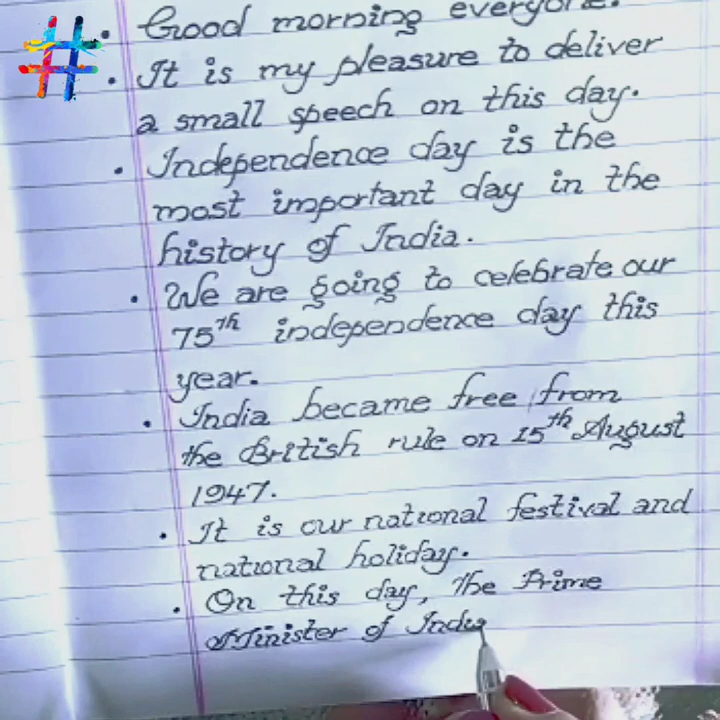 . Good morning everyone.
. It is my pleasure to deliver
a small speech on this day.
. Independence day is the
most important day in the
history of India.
. We are going to celebrate our
75th independence day this
year.
. India became free from
the British rule on 15th August
1947.
. It is our national festival and
national holiday.
. On this day, the Prime
Minister of India